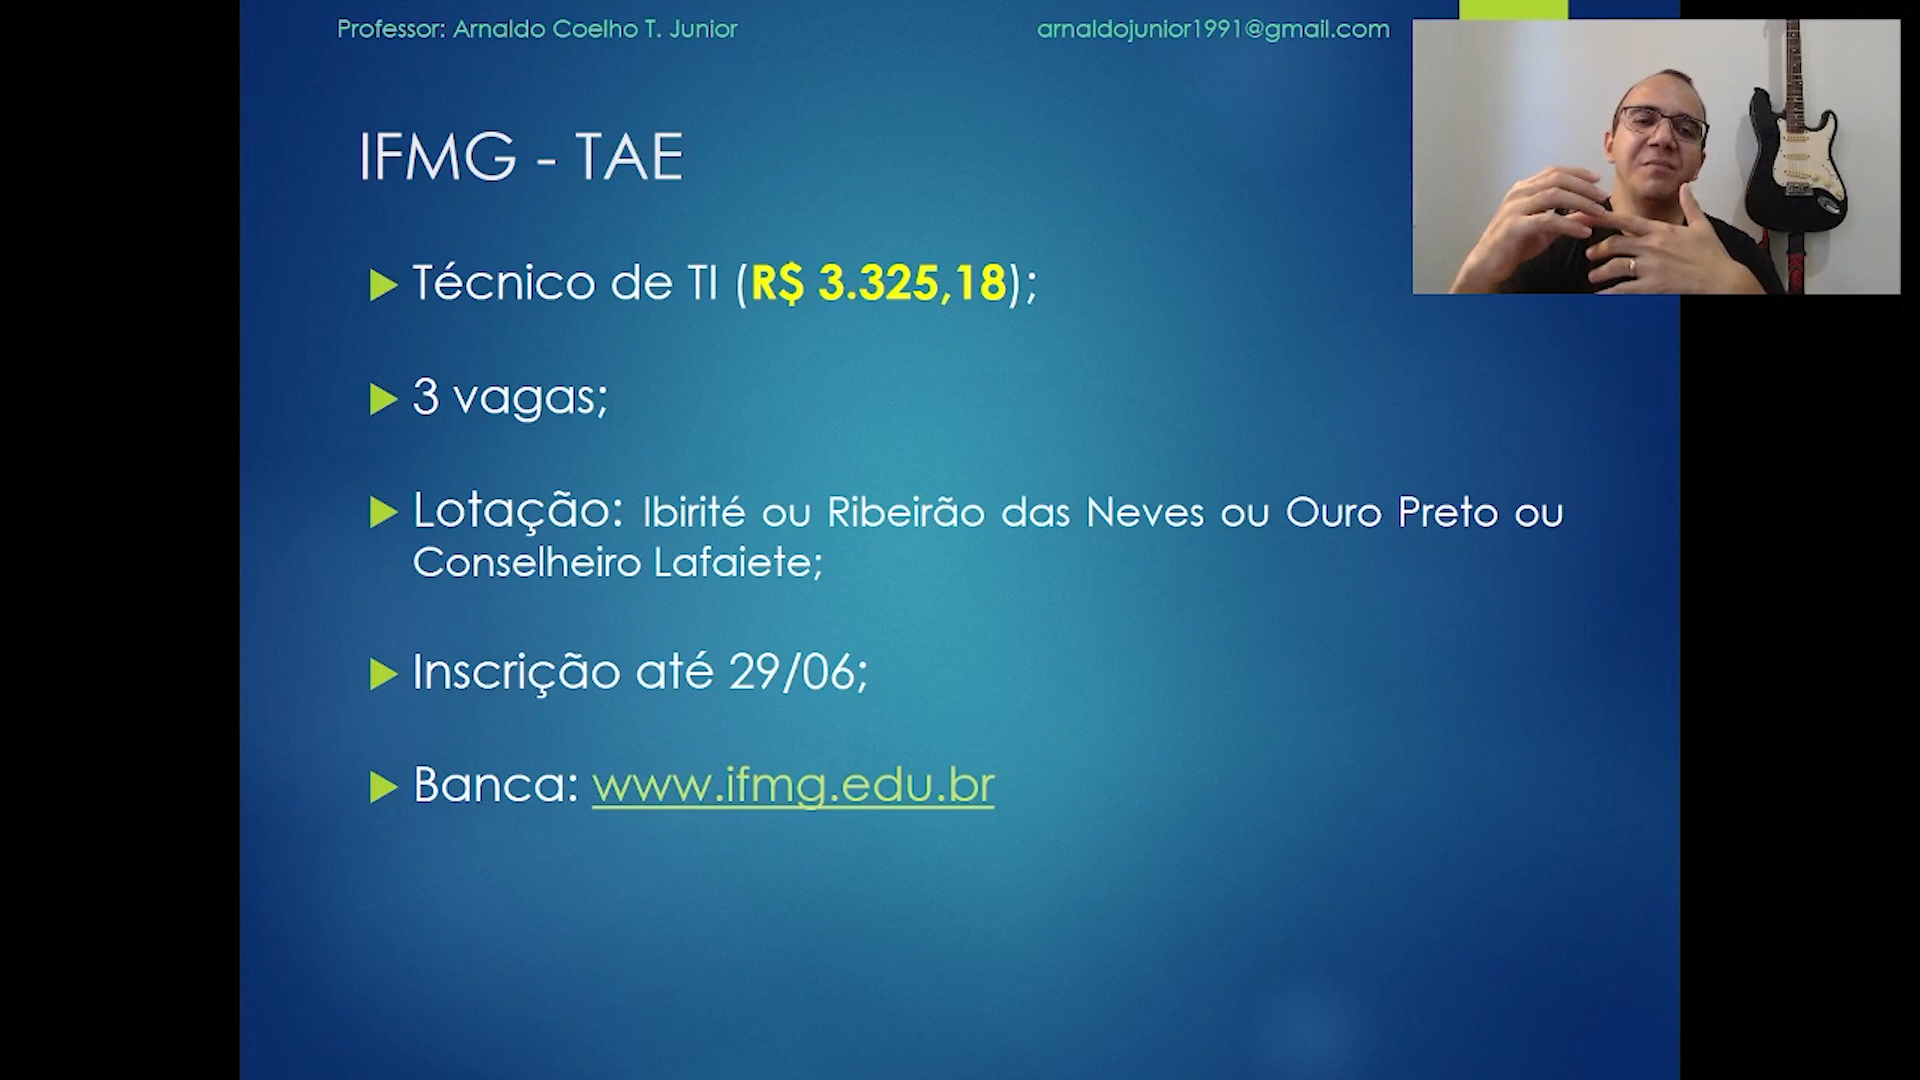 Professor: Arnaldo Coelho T. Junior
arnaldojunior1991@gmail.com
IFMG - TAE
Técnico de TI (R$ 3.325,18);
3 vagas;
Lotação: Ibirité ou Ribeirão das Neves ou Ouro Preto ou
Conselheiro Lafaiete;
Inscrição até 29/06;
Banca: www.ifmg.edu.br